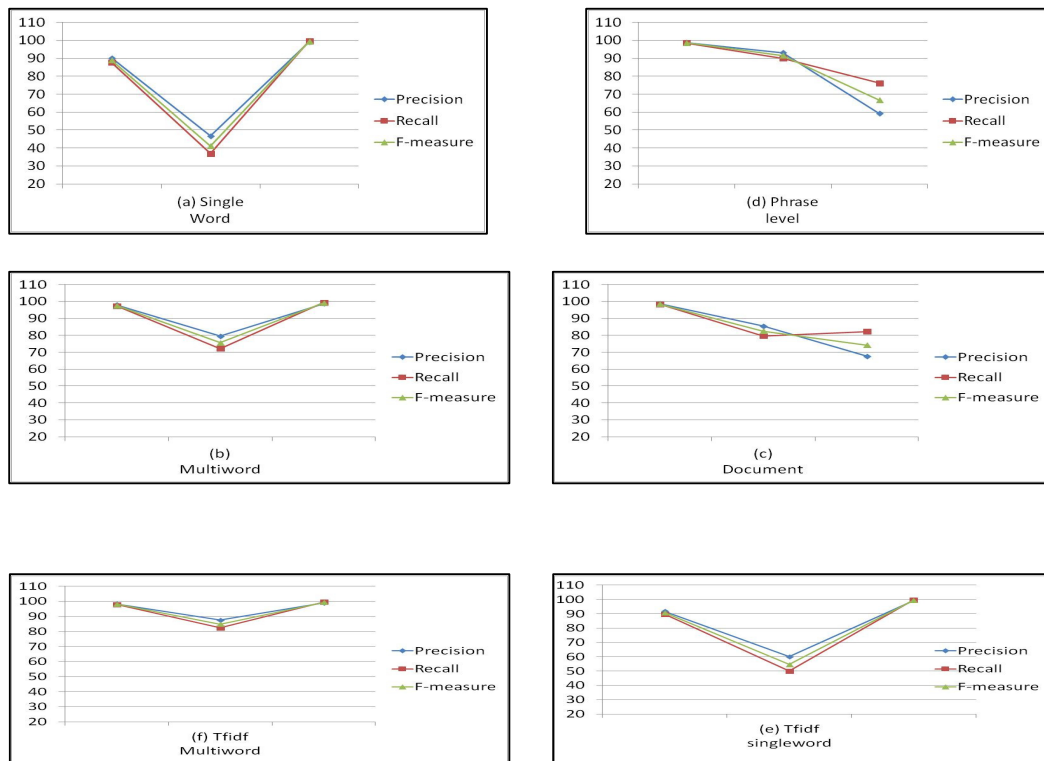 110
100
90
80
70
60
50
40
30
20
Precision
Recall
F-measure
(a) Single
Word
110
100
90
80
70
60
50
40
30
20
Precision
Recall
F-measure
(d) Phrase
level
110
100
90
80
70
60
50
40
30
20
Precision
Recall
F-measure
(b)
Multiword
110
100
90
80
70
60
50
40
30
20
Precision
Recall
F-measure
(c)
Document
110
100
90
80
70
60
50
40
30
20
Precision
Recall
F-measure
(f) Tfidf
Multiword
110
100
90
80
70
60
50
40
30
20
Precision
Recall
F-measure
(e) Tfidf
singleword